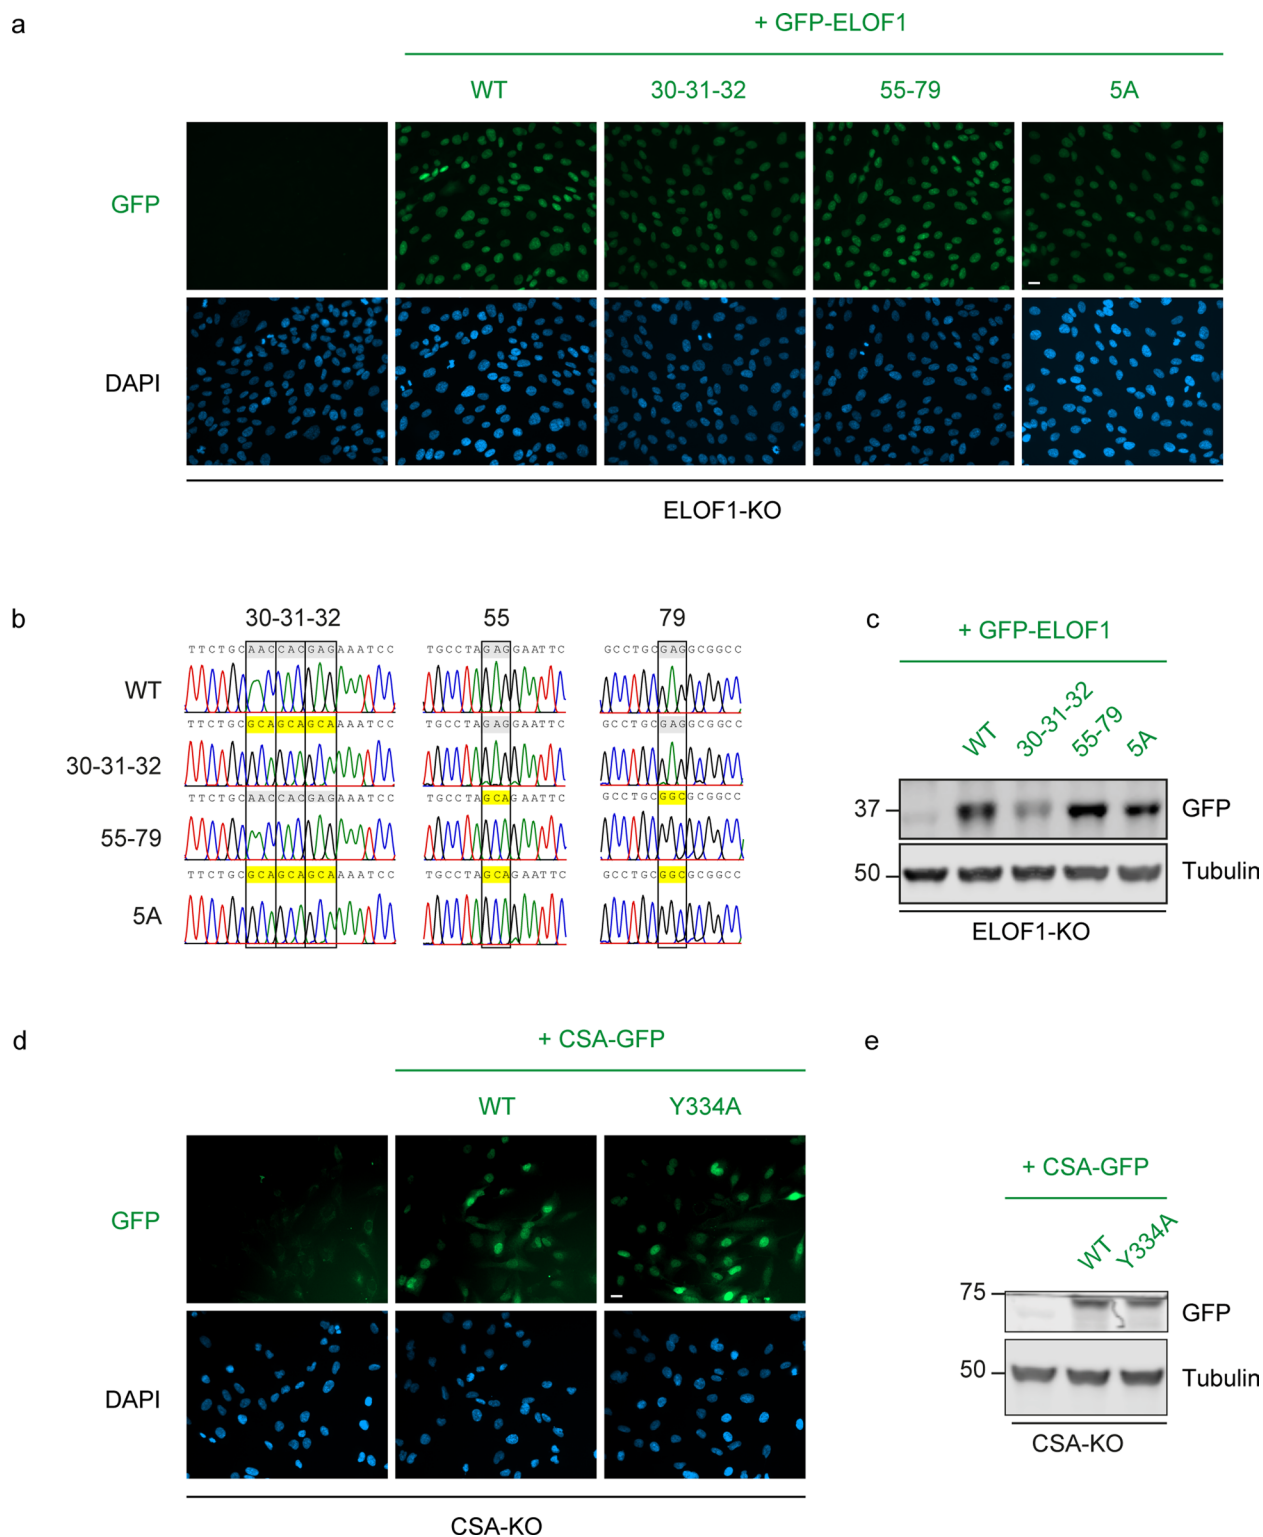 a
+ GFP-ELOF1
WT 30-31-32 55-79 5A
GFP
DAPI
ELOF1-KO
b
30-31-32 55 79
TTCTGCAACCACGAGAAATCC TGCCTAGAGGAATTC GCCTGCGAGGCGGCC
WT
TTCTGCGCAGCAGCAAAATCC TGCCTAGAGGAATTC GCCTGCGAGGCGGCC
30-31-32
TTCTGCAACCACGAGAAATCC TGCCTAGCAGAATTC GCCTGCGGCGCGGCC
55-79
TTCTGCGCAGCAGCAAAATCC TGCCTAGCAGAATTC GCCTGCGGCGCGGCC
5A
c
+ GFP-ELOF1
WT 30-31-32 55-79 5A
37 GFP
50 Tubulin
ELOF1-KO
d
+ CSA-GFP
WT Y334A
GFP
DAPI
CSA-KO
e
+ CSA-GFP
WT Y334A
75 GFP
50 Tubulin
CSA-KO